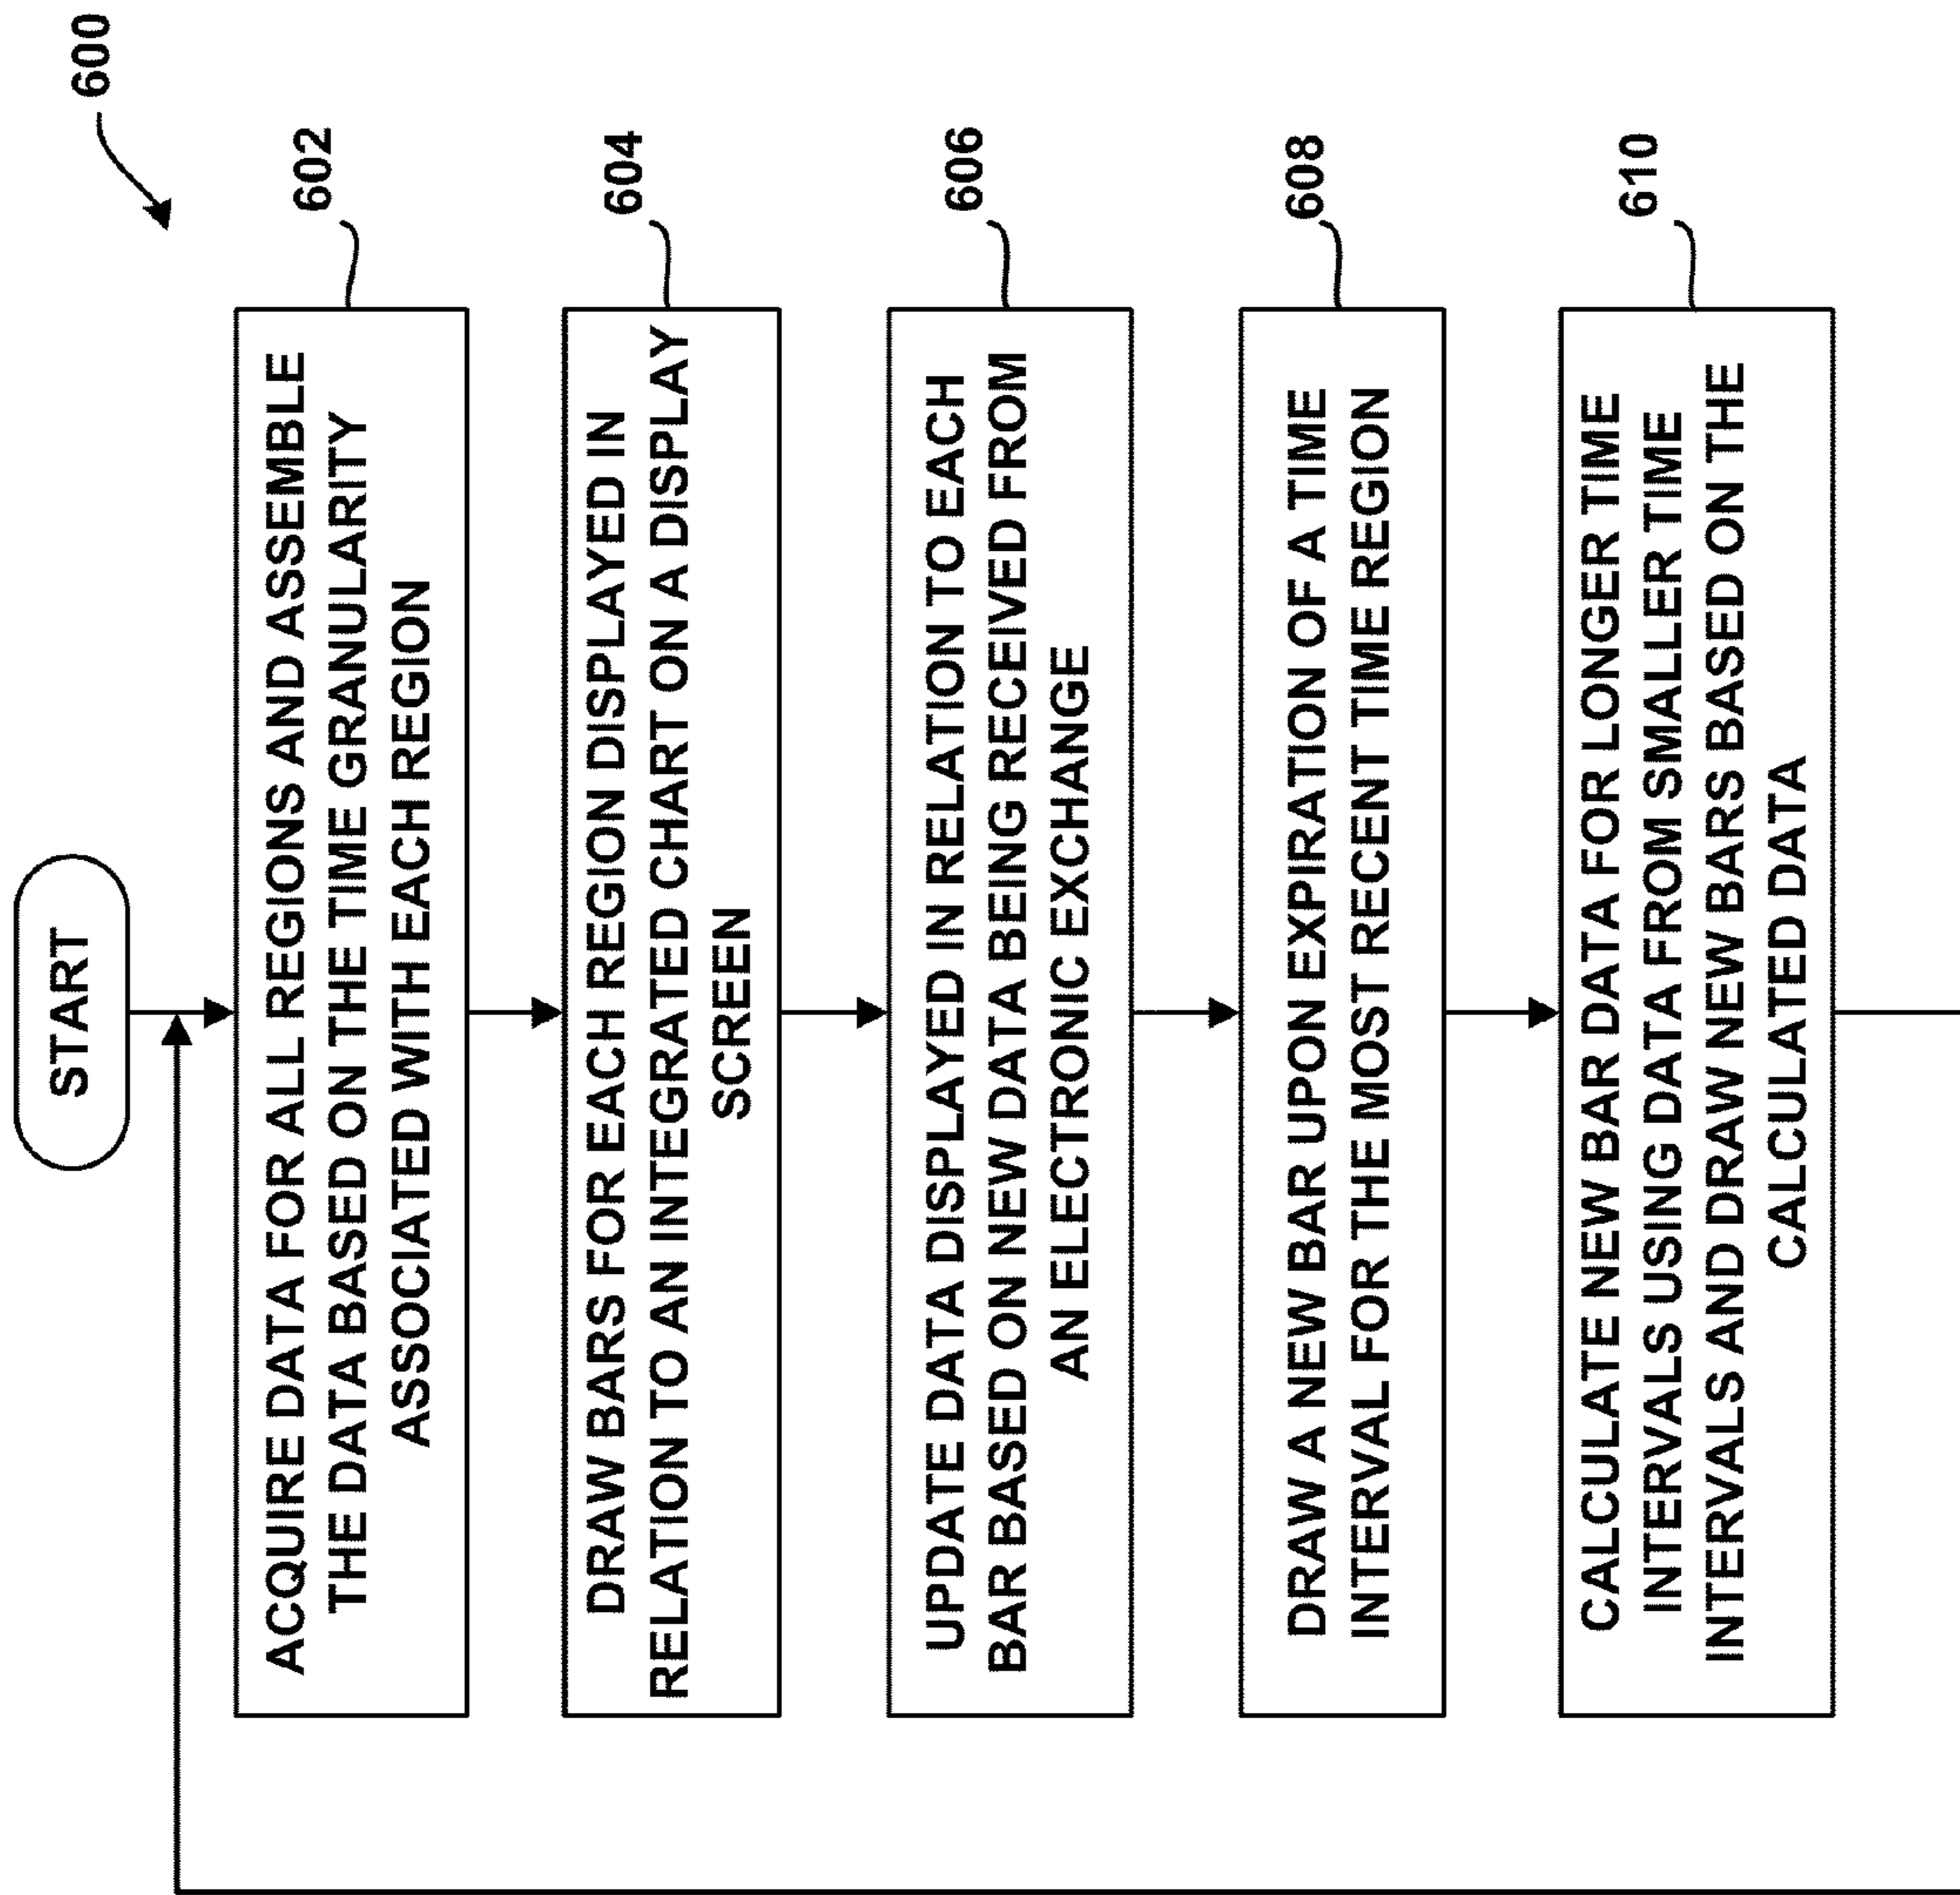 600
START
ACQUIRE DATA FOR ALL REGIONS AND ASSEMBLE
THE DATA BASED ON THE TIME GRANULARITY
ASSOCIATED WITH EACH REGION
602
DRAW BARS FOR EACH REGION DISPLAYED IN
RELATION TO AN INTEGRATED CHART ON A DISPLAY
SCREEN
604
UPDATE DATA DISPLAYED IN RELATION TO EACH
BAR BASED ON NEW DATA BEING RECEIVED FROM
AN ELECTRONIC EXCHANGE
606
DRAW A NEW BAR UPON EXPIRATION OF A TIME
INTERVAL FOR THE MOST RECENT TIME REGION
608
CALCULATE NEW BAR DATA FOR LONGER TIME
INTERVALS USING DATA FROM SMALLER TIME
INTERVALS AND DRAW NEW BARS BASED ON THE
CALCULATED DATA
610